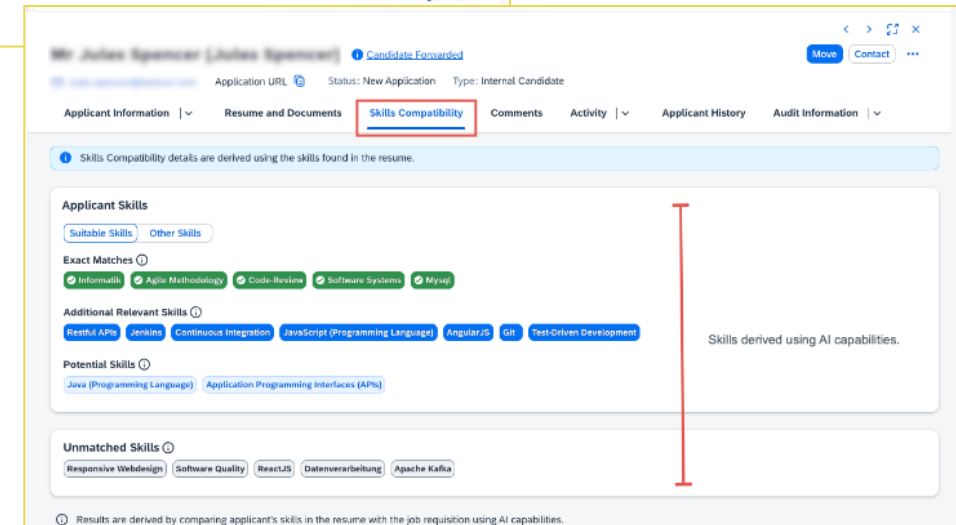 Mr Jules Spencer (Jules Spencer) Candidate Forwarded
Move Contact
Application URL Status: New Application Type: Internal Candidate
Applicant Information Resume and Documents Skills Compatibility Comments Activity Applicant History Audit Information
Skills Compatibility details are derived using the skills found in the resume.
Applicant Skills
Suitable Skills Other Skills
Exact Matches
Informatik Agile Methodology Code-Review Software Systems Mysql
Additional Relevant Skills
Restful APIs Jenkins Continuous Integration JavaScript (Programming Language) AngularJS Git Test-Driven Development
Skills derived using AI capabilities.
Potential Skills
Java (Programming Language) Application Programming Interfaces (APIs)
Unmatched Skills
Responsive Webdesign Software Quality ReactJS Datenverarbeitung Apache Kafka
Results are derived by comparing applicant's skills in the resume with the job requisition using AI capabilities.